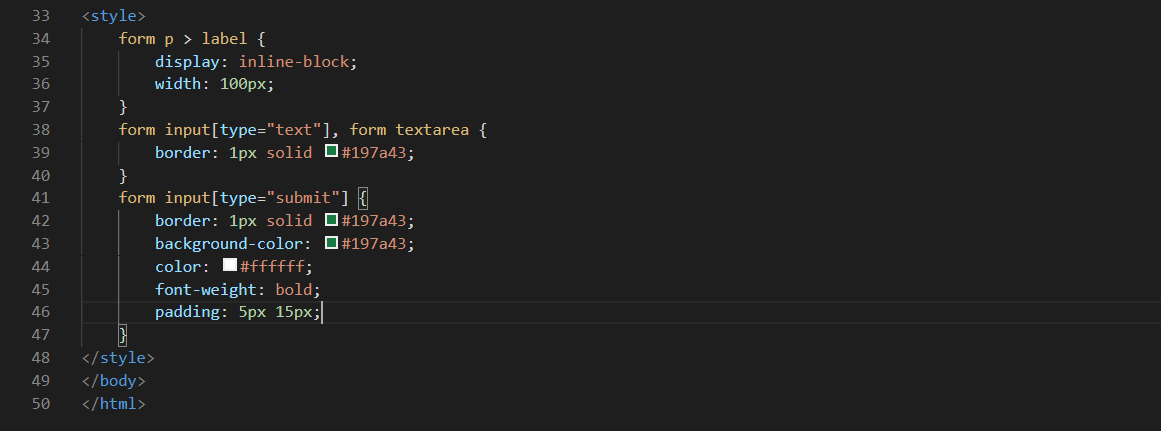 33 <style>
34 form p > label {
35 display: inline-block;
36 width: 100px;
37 }
38 form input[type="text"], form textarea {
39 border: 1px solid #197a43;
40 }
41 form input[type="submit"] {
42 border: 1px solid #197a43;
43 background-color: #197a43;
44 color: #ffffff;
45 font-weight: bold;
46 padding: 5px 15px;
47 }
48 </style>
49 </body>
50 </html>